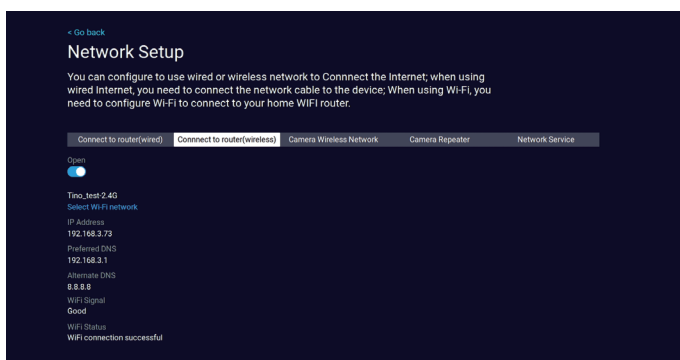 < Go back
Network Setup
You can configure to use wired or wireless network to Connnect the Internet; when using
wired Internet, you need to connect the network cable to the device; When using Wi-Fi, you
need to configure Wi-Fi to connect to your home WIFI router.
Connect to router(wired) Connnect to router(wireless) Camera Wireless Network Camera Repeater Network Service
Open
Tino_test-2.4G
Select Wi-Fi network
IP Address
192.168.3.73
Preferred DNS
192.168.3.1
Alternate DNS
8.8.8.8
WiFi Signal
Good
WiFi Status
WiFi connection successful